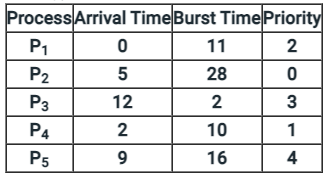 Process Arrival Time Burst Time Priority
P1 0 11 2
P2 5 28 0
P3 12 2 3
P4 2 10 1
P5 9 16 4